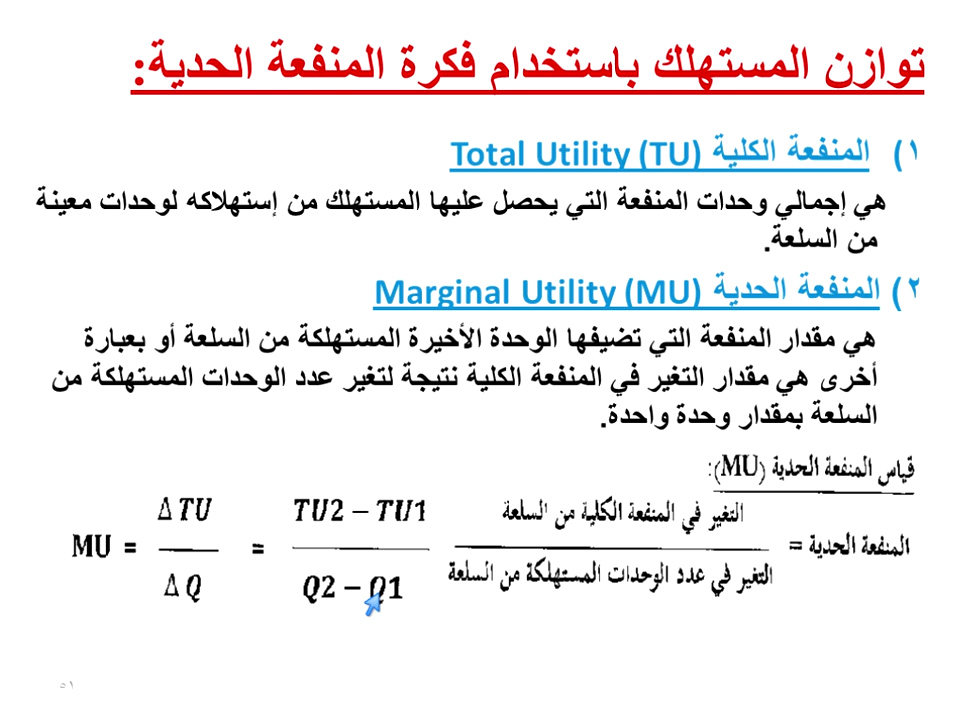 توازن المستهلك باستخدام فكرة المنفعة الحدية:
١) المنفعة الكلية Total Utility (TU)
هي إجمالي وحدات المنفعة التي يحصل عليها المستهلك من إستهلاكه لوحدات معينة
من السلعة.
٢) المنفعة الحدية Marginal Utility (MU)
هي مقدار المنفعة التي تضيفها الوحدة الأخيرة المستهلكة من السلعة أو بعبارة
أخرى هي مقدار التغير في المنفعة الكلية نتيجة لتغير عدد الوحدات المستهلكة من
السلعة بمقدار وحدة واحدة.
قياس المنفعة الحدية (MU):
المنفعة الحدية =
التغير في المنفعة الكلية من السلعة
التغير في عدد الوحدات المستهلكة من السلعة
MU = Δ TU / Δ Q = TU2 – TU1 / Q2 – Q1
٥١